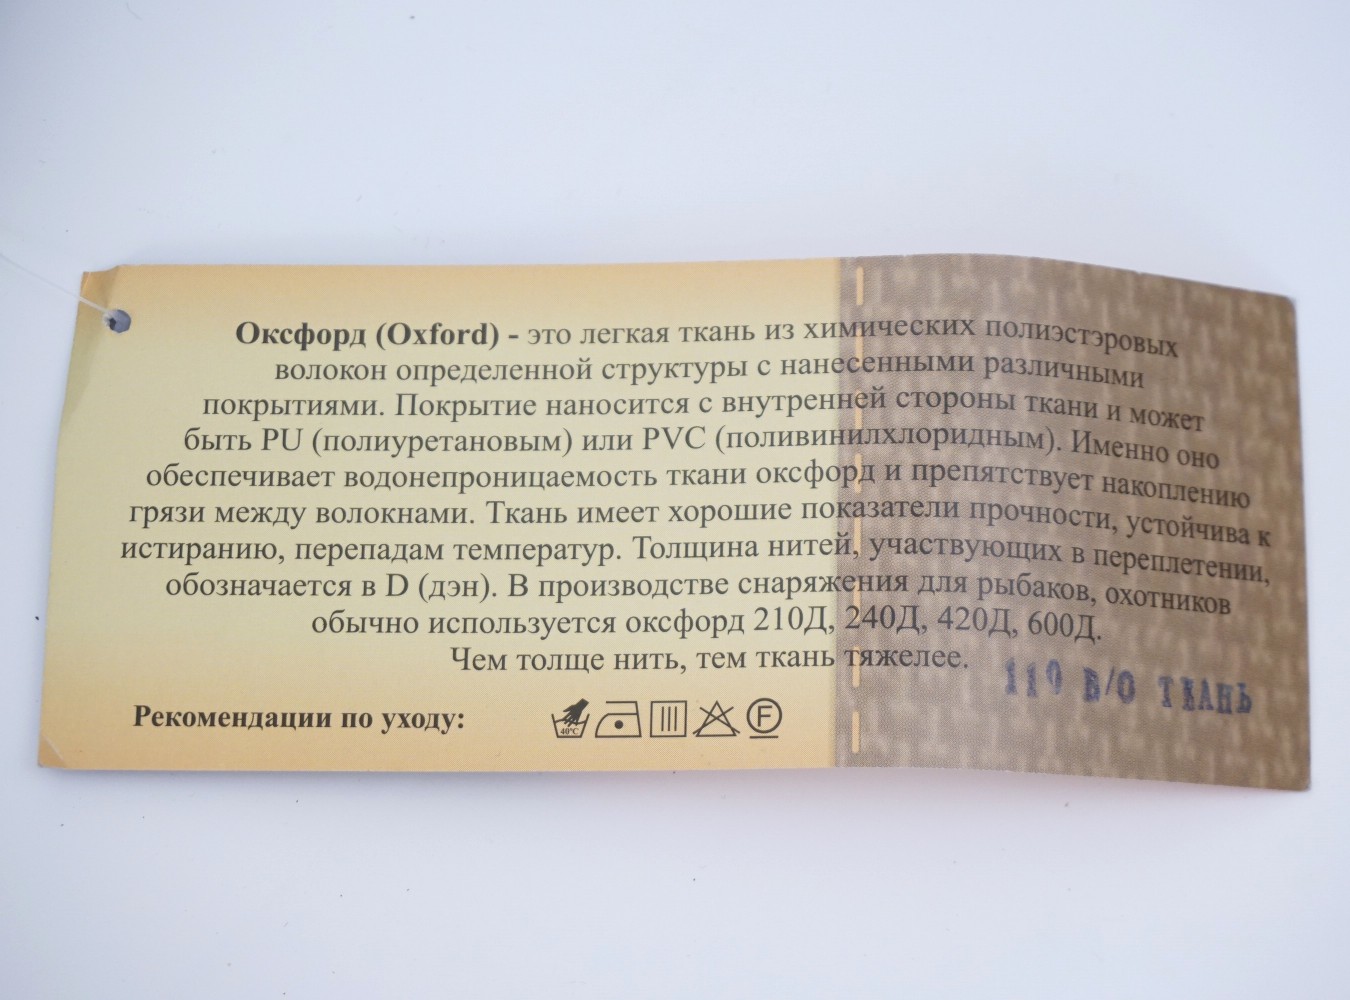 Оксфорд (Oxford) - это легкая ткань из химических полиэстэровых
волокон определенной структуры с нанесенными различными
покрытиями. Покрытие наносится с внутренней стороны ткани и может
быть PU (полиуретановым) или PVC (поливинилхлоридным). Именно оно
обеспечивает водонепроницаемость ткани оксфорд и препятствует накоплению
грязи между волокнами. Ткань имеет хорошие показатели прочности, устойчива к
истиранию, перепадам температур. Толщина нитей, участвующих в переплетении,
обозначается в D (дэн). В производстве снаряжения для рыбаков, охотников
обычно используется оксфорд 210Д, 240Д, 420Д, 600Д.
Чем толще нить, тем ткань тяжелее.
110 В/О ТКАНЬ
Рекомендации по уходу: 40°C F